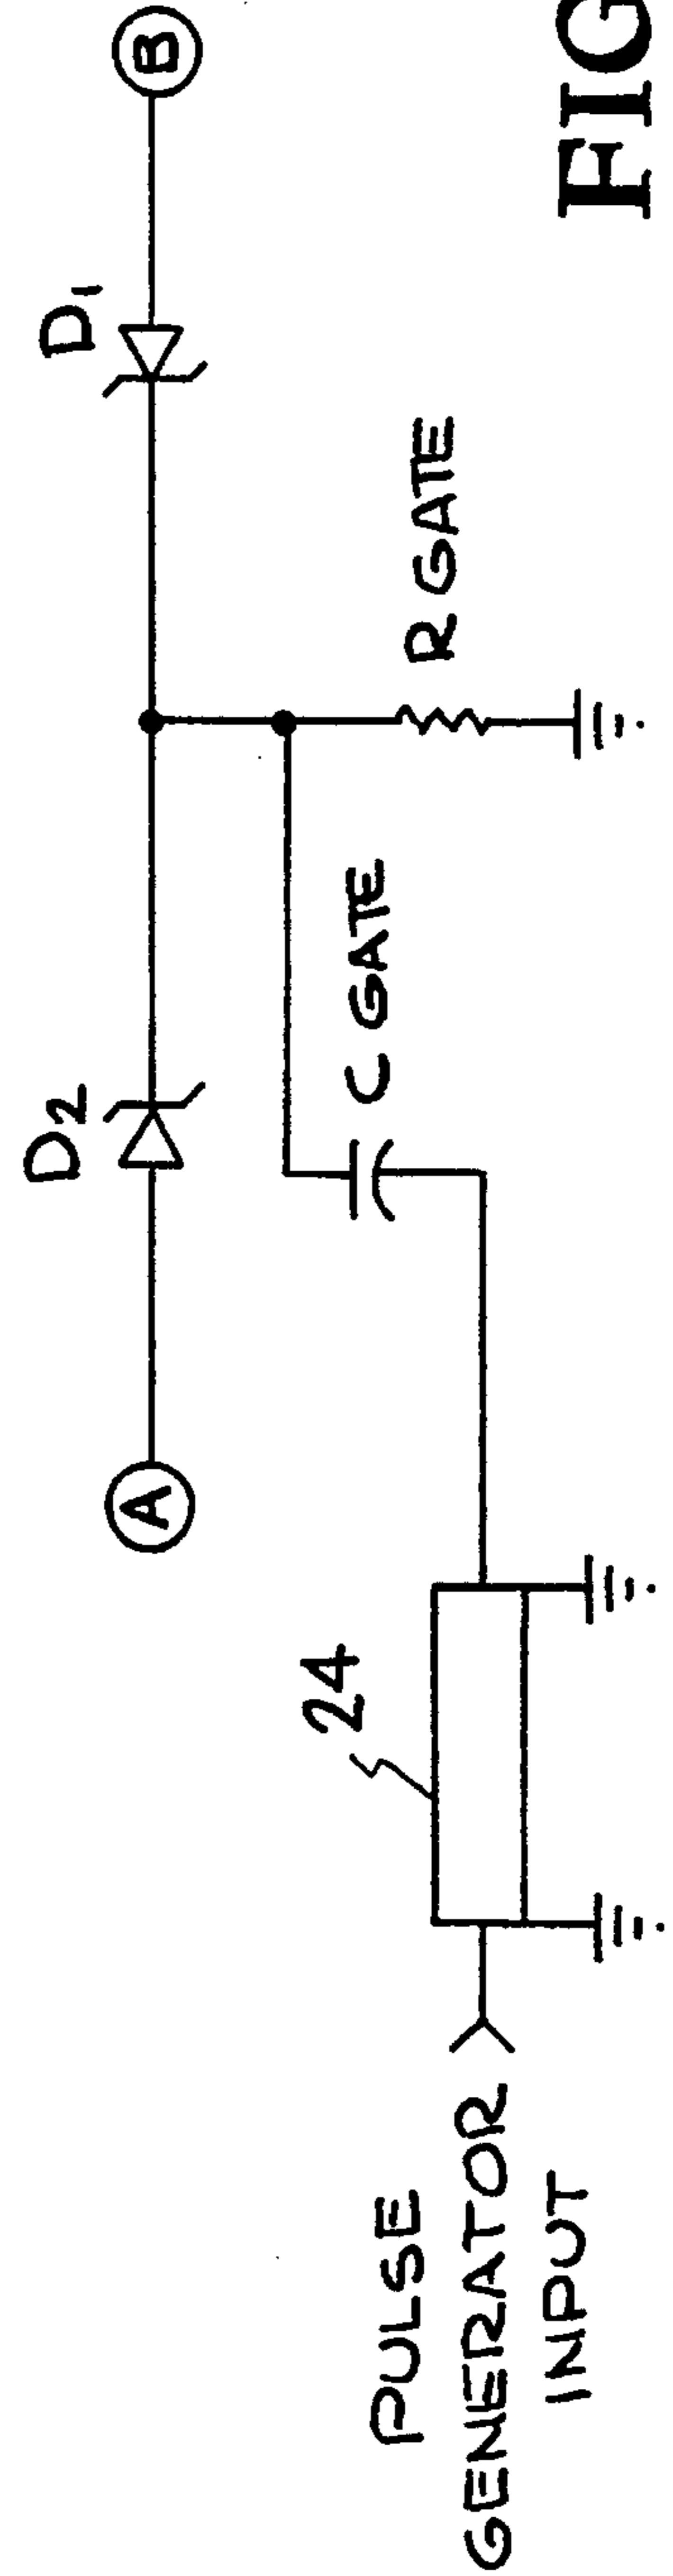 D2
D1
A
B
24
C GATE
R GATE
PULSE
GENERATOR
INPUT
FIG